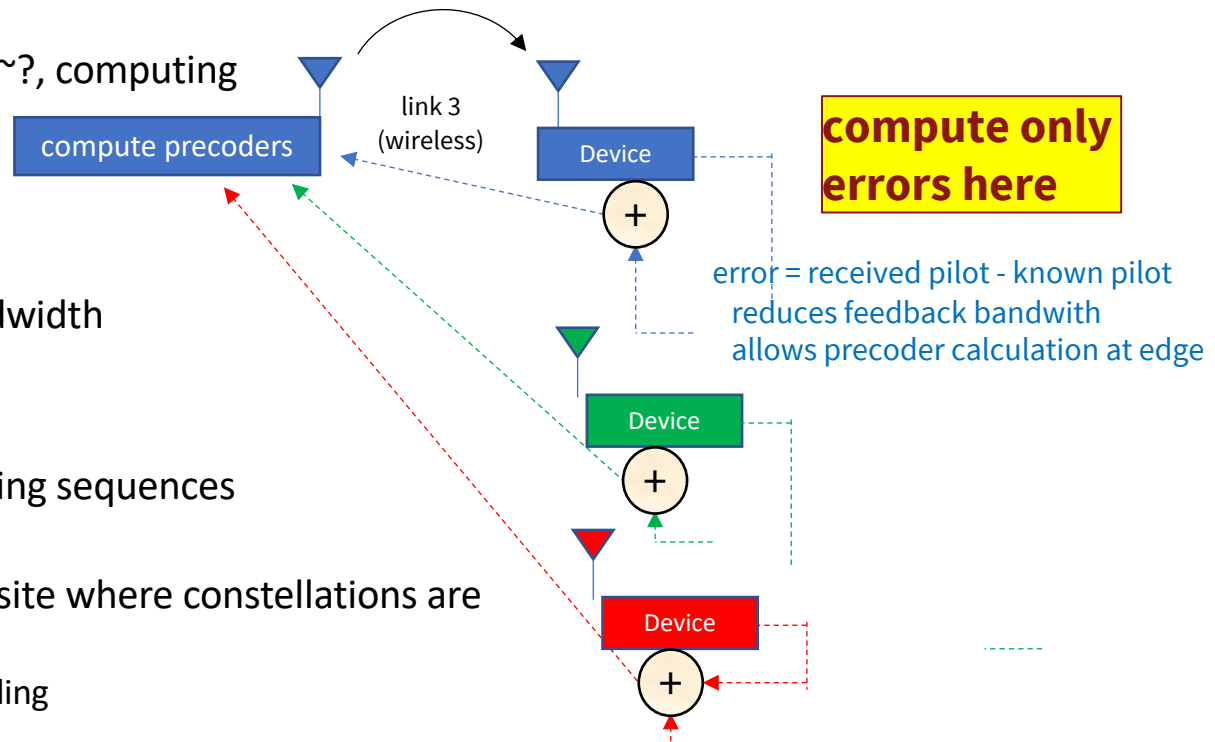 ~?, computing
link 3
(wireless)
compute precoders
Device
compute only
errors here
+
error = received pilot - known pilot
reduces feedback bandwith
allows precoder calculation at edge
dwidth
Device
+
ing sequences
site where constellations are
Device
+
ding